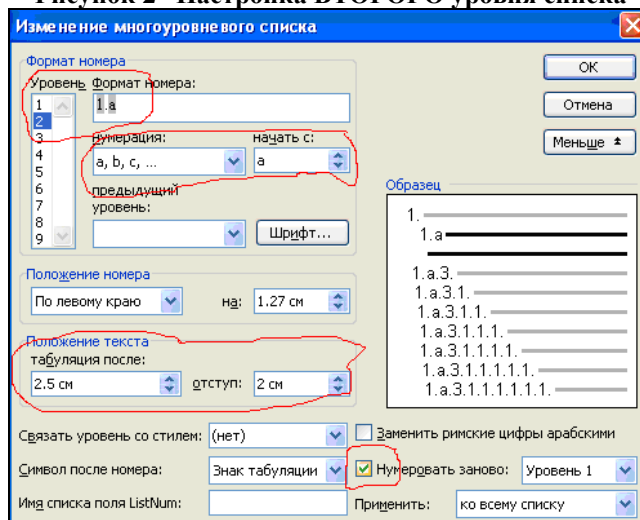 Рисунок 2 Настройка ВТОРОГО уровня списка
Изменение многоуровневого списка
Формат номера
Уровень Формат номера:
1
2
3
4
5
6
7
8
9
1.a
нумерация: начать с:
a, b, c, ... a
предыдущий уровень:
Шрифт...
OK
Отмена
Меньше
Образец
1.
1.a
1.a.3.
1.a.3.1.
1.a.3.1.1.
1.a.3.1.1.1.
1.a.3.1.1.1.1.
1.a.3.1.1.1.1.1.
1.a.3.1.1.1.1.1.1.
Положение номера
По левому краю на: 1.27 см
Положение текста
табуляция после:
2.5 см отступ: 2 см
Связать уровень со стилем: (нет) Заменить римские цифры арабскими
Символ после номера: Знак табуляции Нумеровать заново: Уровень 1
Имя списка поля ListNum: Применить: ко всему списку